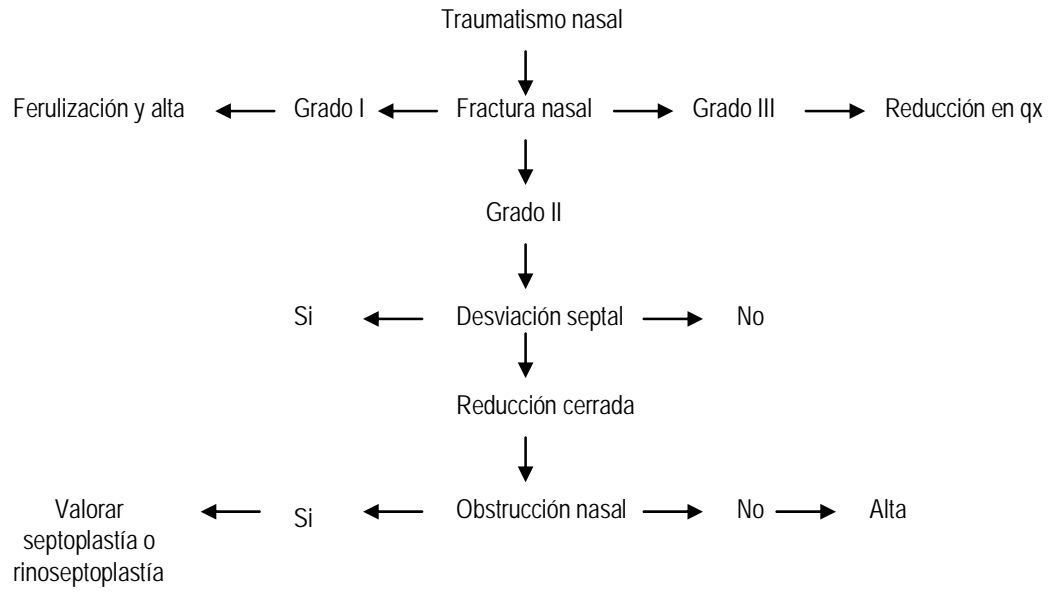 Traumatismo nasal
Ferulización y alta
Grado I
Fractura nasal
Grado III
Reducción en qx
Grado II
Si
Desviación septal
No
Reducción cerrada
Valorar
septoplastía o
rinoseptoplastía
Si
Obstrucción nasal
No
Alta